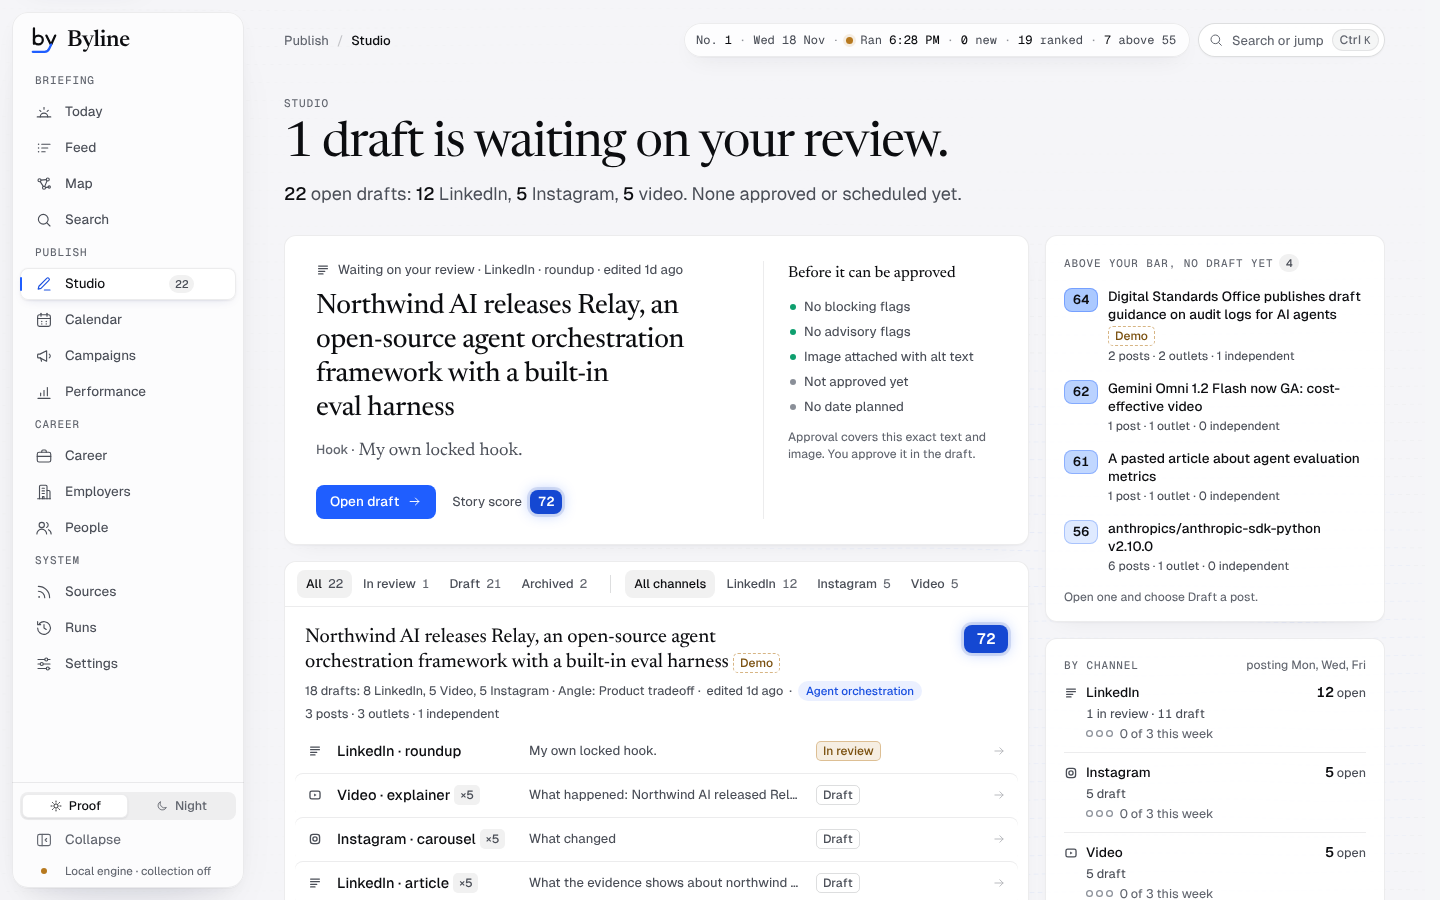 by Byline
BRIEFING
Today
Feed
Map
Search
PUBLISH
Studio 22
Calendar
Campaigns
Performance
CAREER
Career
Employers
People
SYSTEM
Sources
Runs
Settings
Proof Night
Collapse
Local engine · collection off
Publish / Studio
No. 1 · Wed 18 Nov · Ran 6:28 PM · 0 new · 19 ranked · 7 above 55
Search or jump Ctrl K
STUDIO
1 draft is waiting on your review.
22 open drafts: 12 LinkedIn, 5 Instagram, 5 video. None approved or scheduled yet.
Waiting on your review · LinkedIn · roundup · edited 1d ago
Northwind AI releases Relay, an
open-source agent orchestration
framework with a built-in
eval harness
Hook · My own locked hook.
Open draft → Story score 72
Before it can be approved
No blocking flags
No advisory flags
Image attached with alt text
Not approved yet
No date planned
Approval covers this exact text and
image. You approve it in the draft.
All 22 In review 1 Draft 21 Archived 2 All channels LinkedIn 12 Instagram 5 Video 5
Northwind AI releases Relay, an open-source agent
orchestration framework with a built-in eval harness Demo
72
18 drafts: 8 LinkedIn, 5 Video, 5 Instagram · Angle: Product tradeoff · edited 1d ago · Agent orchestration
3 posts · 3 outlets · 1 independent
LinkedIn · roundup My own locked hook. In review →
Video · explainer ×5 What happened: Northwind AI released Rel... Draft →
Instagram · carousel ×5 What changed Draft →
LinkedIn · article ×5 What the evidence shows about northwind ... Draft →
ABOVE YOUR BAR, NO DRAFT YET 4
64 Digital Standards Office publishes draft
guidance on audit logs for AI agents
Demo
2 posts · 2 outlets · 1 independent
62 Gemini Omni 1.2 Flash now GA: cost-
effective video
1 post · 1 outlet · 0 independent
61 A pasted article about agent evaluation
metrics
1 post · 1 outlet · 0 independent
56 anthropics/anthropic-sdk-python
v2.10.0
6 posts · 1 outlet · 0 independent
Open one and choose Draft a post.
BY CHANNEL posting Mon, Wed, Fri
LinkedIn 12 open
1 in review · 11 draft
0 of 3 this week
Instagram 5 open
5 draft
0 of 3 this week
Video 5 open
5 draft
0 of 3 this week